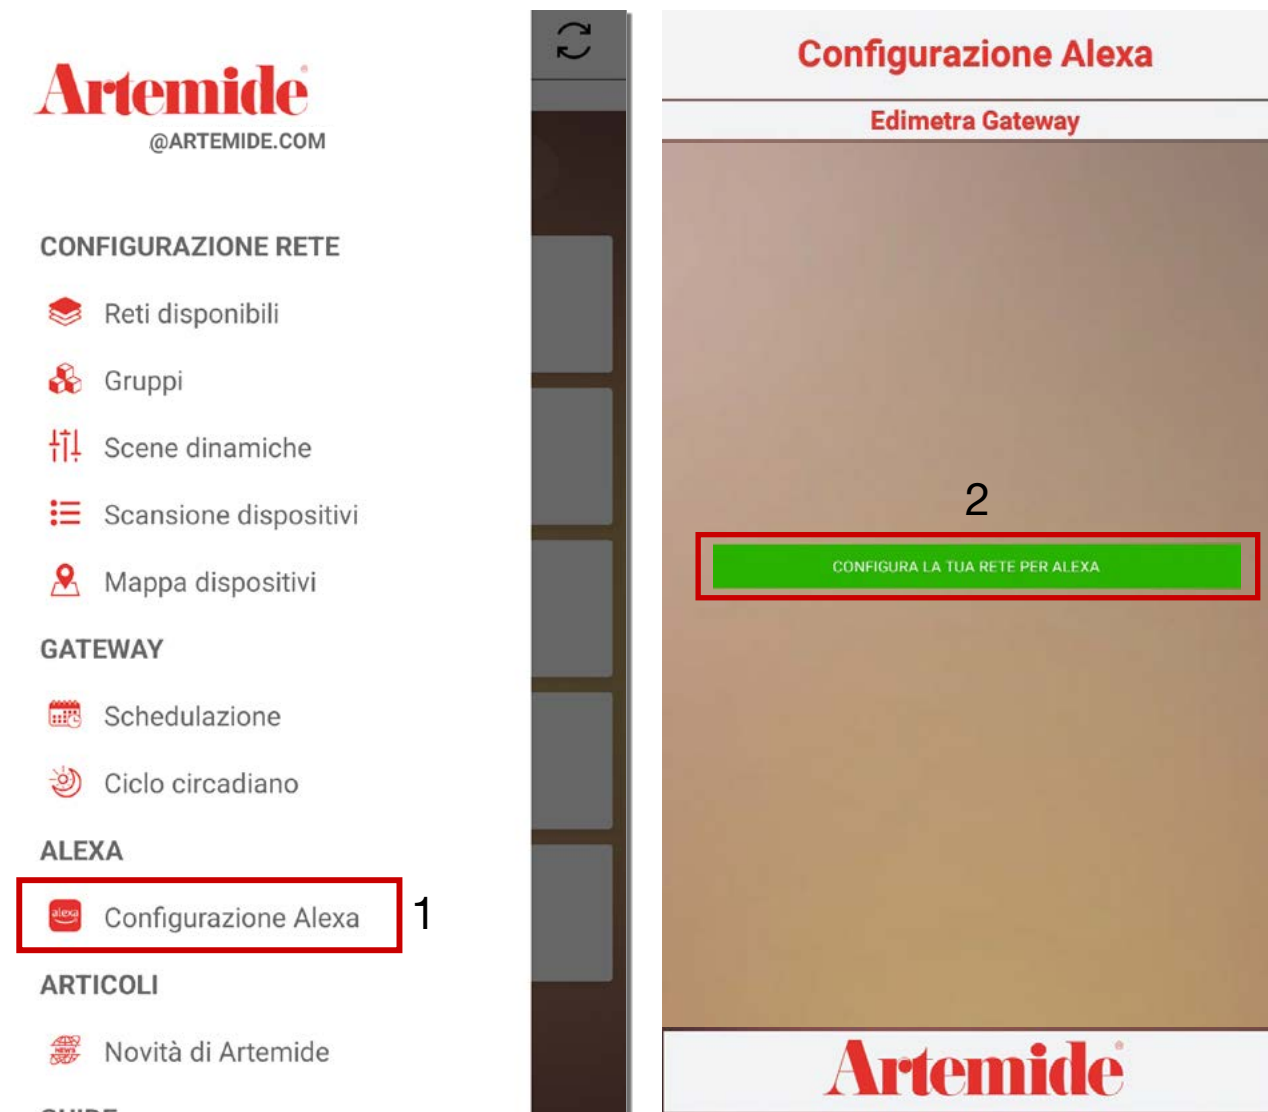 Artemide
@ARTEMIDE.COM
CONFIGURAZIONE RETE
Reti disponibili
Gruppi
Scene dinamiche
Scansione dispositivi
Mappa dispositivi
GATEWAY
Schedulazione
Ciclo circadiano
ALEXA
alexa
Configurazione Alexa
1
ARTICOLI
NEWS
Novità di Artemide
GUIDE
Configurazione Alexa
Edimetra Gateway
2
CONFIGURA LA TUA RETE PER ALEXA
Artemide